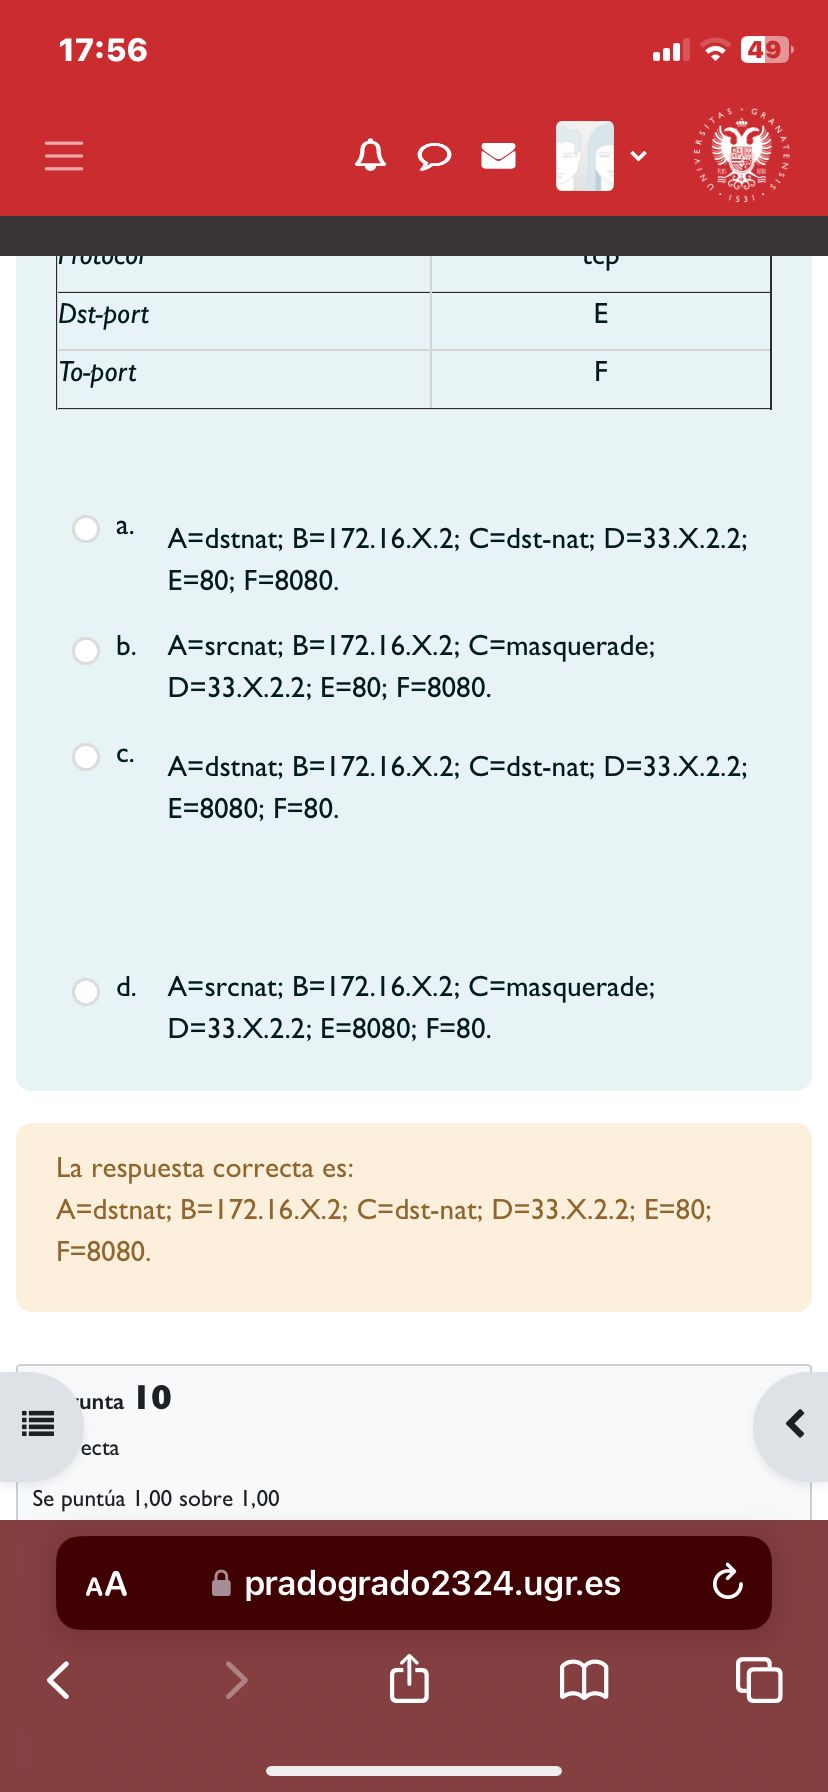 17:56
49
UNIVERSITAS · GRANATENSIS · 1531 ·
Protocol tcp
Dst-port E
To-port F
a. A=dstnat; B=172.16.X.2; C=dst-nat; D=33.X.2.2;
E=80; F=8080.
b. A=srcnat; B=172.16.X.2; C=masquerade;
D=33.X.2.2; E=80; F=8080.
c. A=dstnat; B=172.16.X.2; C=dst-nat; D=33.X.2.2;
E=8080; F=80.
d. A=srcnat; B=172.16.X.2; C=masquerade;
D=33.X.2.2; E=8080; F=80.
La respuesta correcta es:
A=dstnat; B=172.16.X.2; C=dst-nat; D=33.X.2.2; E=80;
F=8080.
unta 10
ecta
Se puntúa 1,00 sobre 1,00
AA pradogrado2324.ugr.es